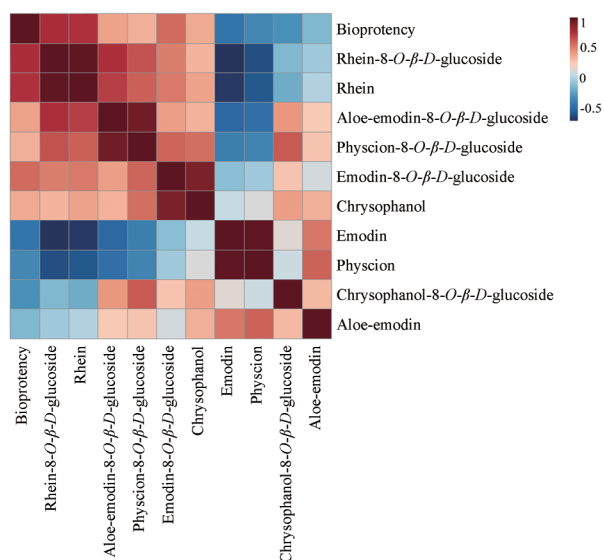 Bioprotency
Rhein-8-O-β-D-glucoside
Rhein
Aloe-emodin-8-O-β-D-glucoside
Physcion-8-O-β-D-glucoside
Emodin-8-O-β-D-glucoside
Chrysophanol
Emodin
Physcion
Chrysophanol-8-O-β-D-glucoside
Aloe-emodin
1
0.5
0
-0.5
Bioprotency
Rhein-8-O-β-D-glucoside
Rhein
Aloe-emodin-8-O-β-D-glucoside
Physcion-8-O-β-D-glucoside
Emodin-8-O-β-D-glucoside
Chrysophanol
Emodin
Physcion
Chrysophanol-8-O-β-D-glucoside
Aloe-emodin